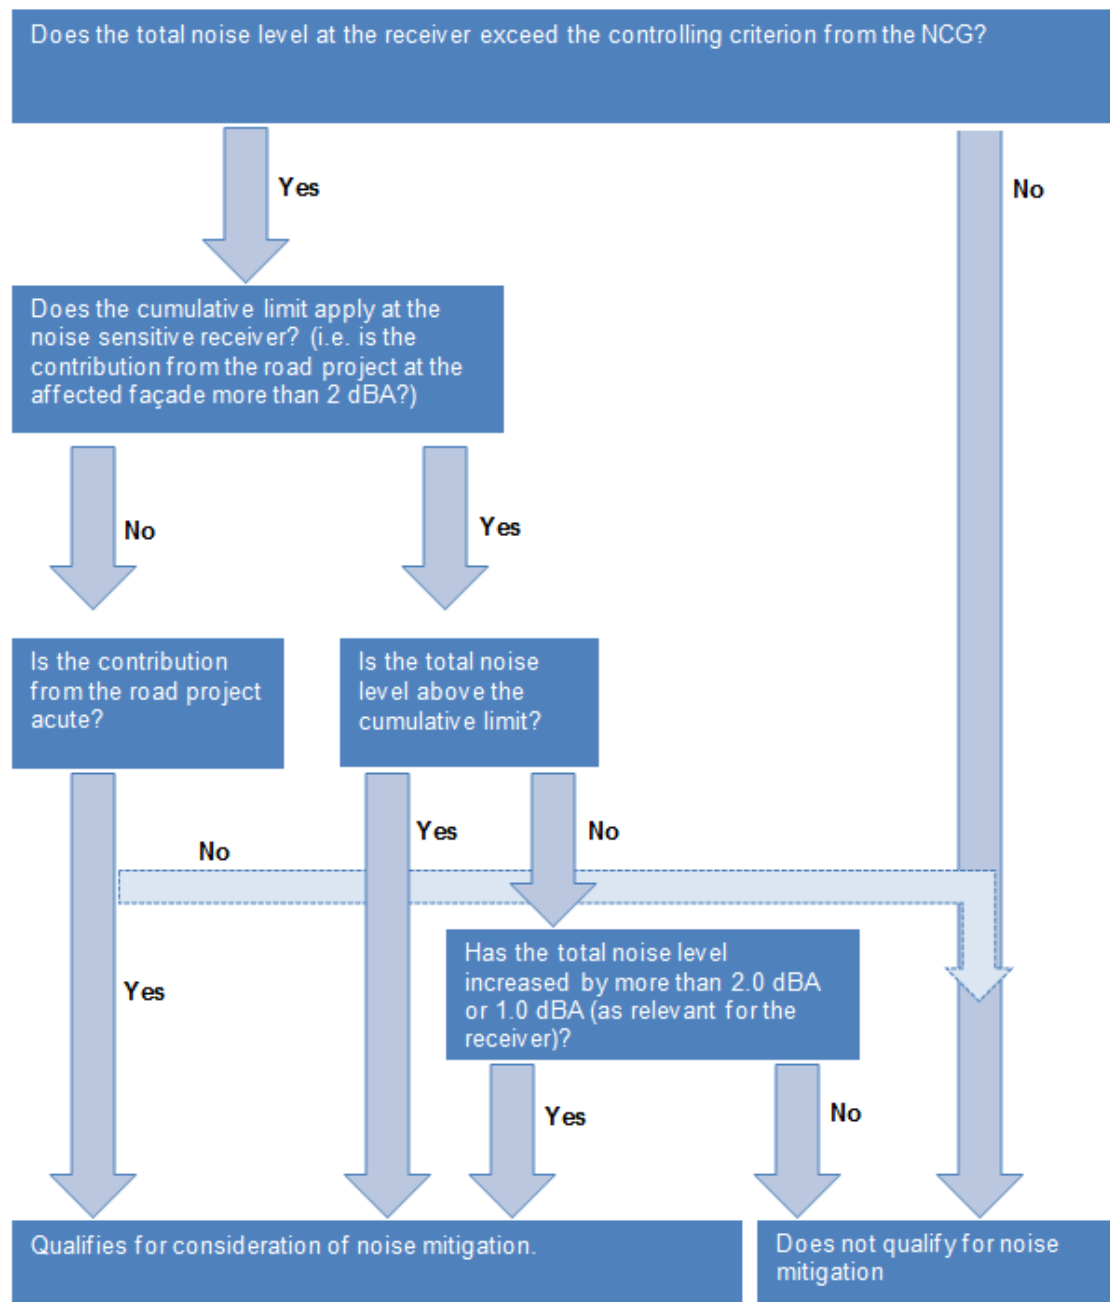 Does the total noise level at the receiver exceed the controlling criterion from the NCG?
Yes
No
Does the cumulative limit apply at the
noise sensitive receiver? (i.e. is the
contribution from the road project at the
affected façade more than 2 dBA?)
No
Yes
Is the contribution
from the road project
acute?
Is the total noise
level above the
cumulative limit?
No
Yes
No
Has the total noise level
increased by more than 2.0 dBA
or 1.0 dBA (as relevant for the
receiver)?
Yes
Yes
No
Qualifies for consideration of noise mitigation.
Does not qualify for noise
mitigation